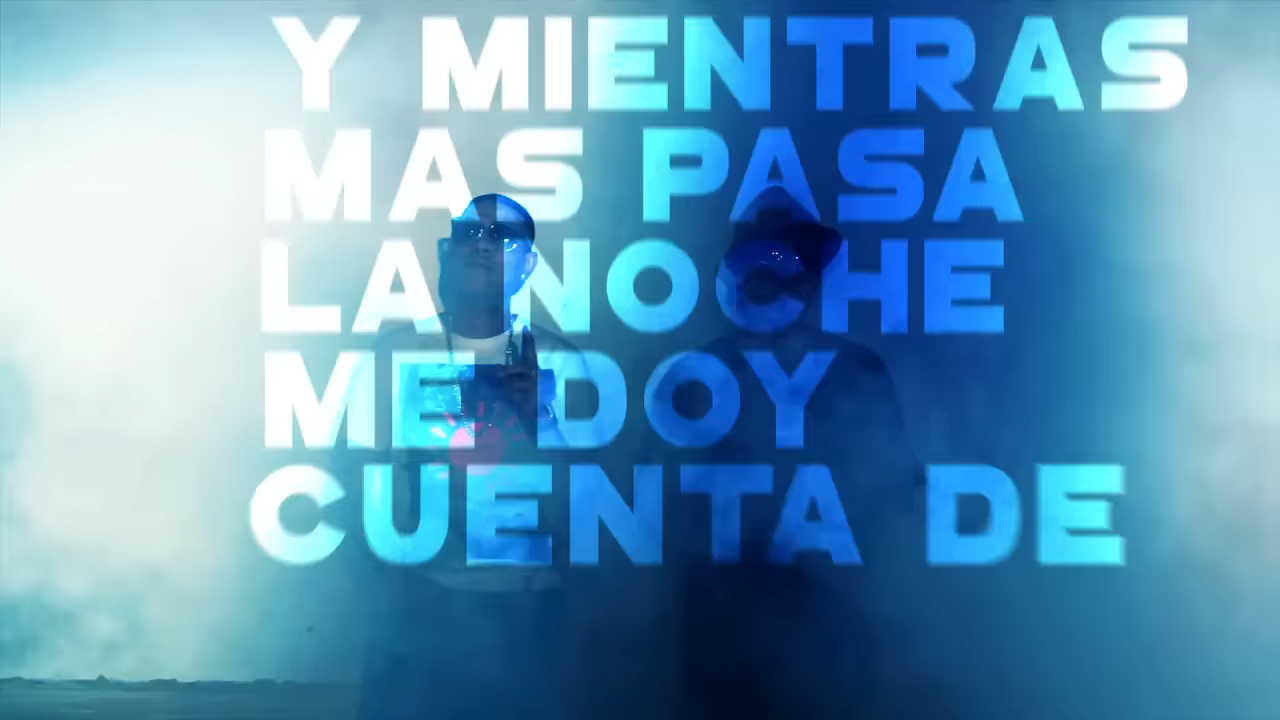 Y MIENTRAS
MAS PASA
LA NOCHE
ME DOY
CUENTA DE